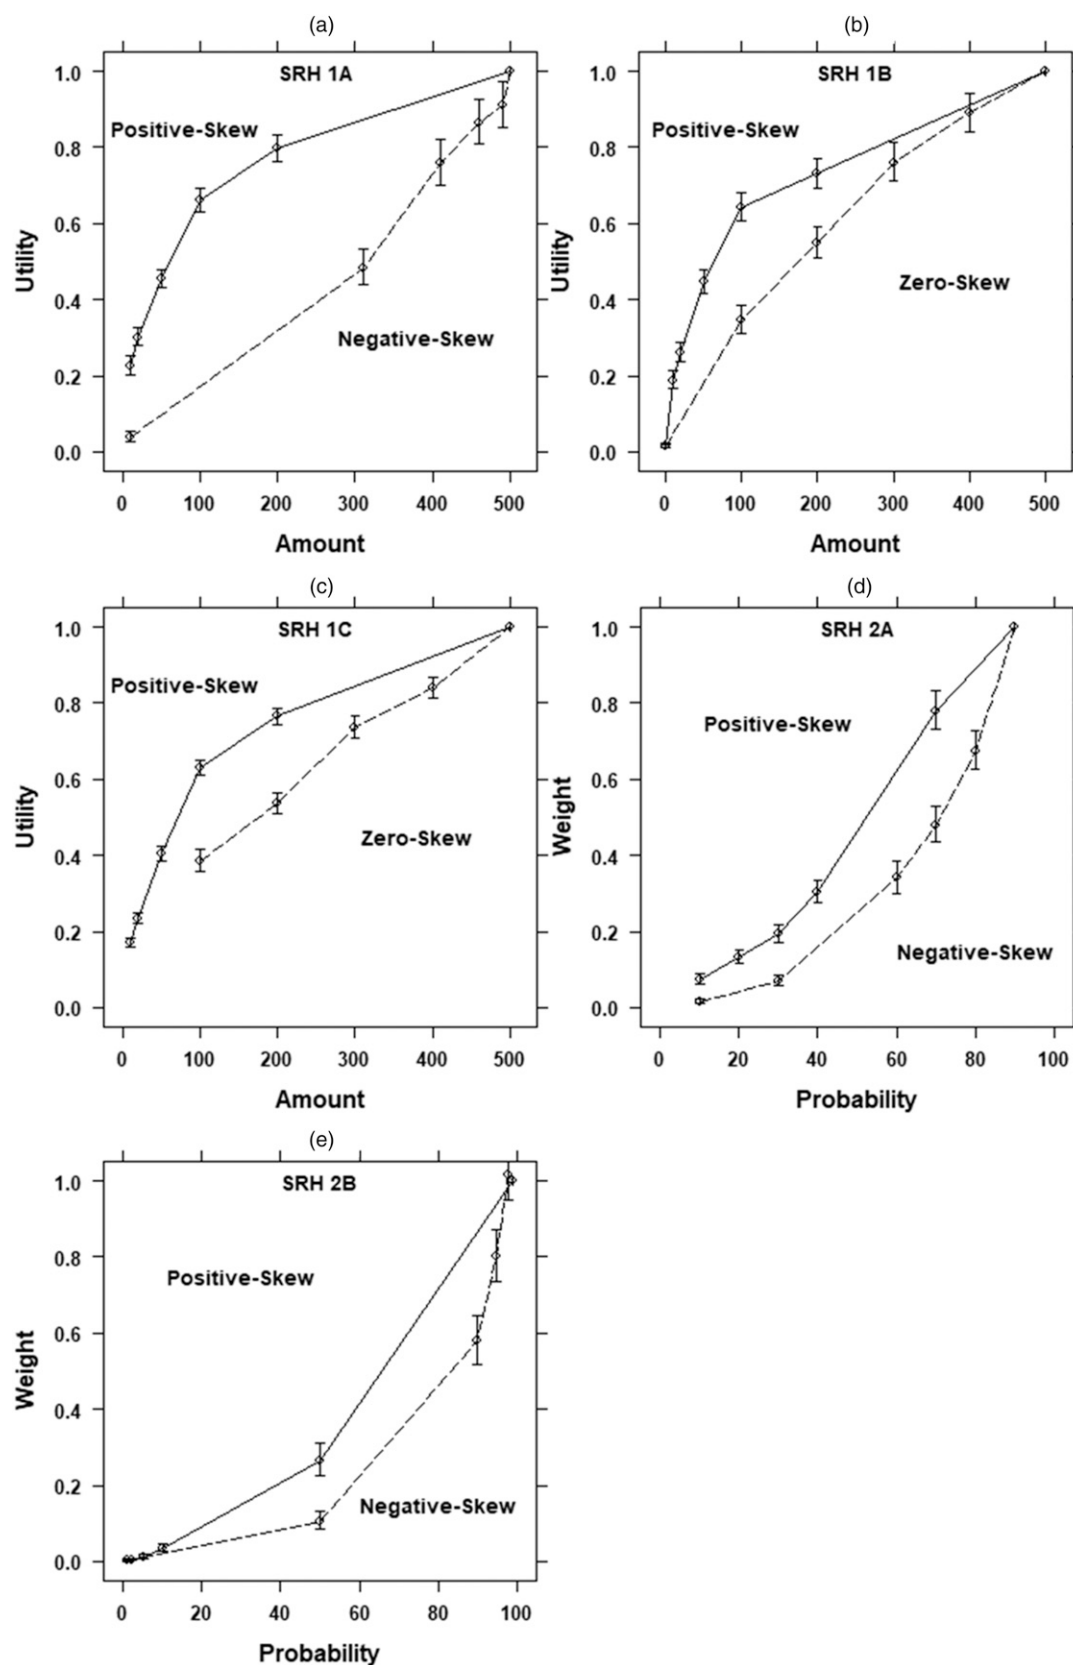 (a)
SRH 1A
Positive-Skew
Negative-Skew
Utility
1.0
0.8
0.6
0.4
0.2
0.0
0 100 200 300 400 500
Amount
(b)
SRH 1B
Positive-Skew
Zero-Skew
Utility
1.0
0.8
0.6
0.4
0.2
0.0
0 100 200 300 400 500
Amount
(c)
SRH 1C
Positive-Skew
Zero-Skew
Utility
1.0
0.8
0.6
0.4
0.2
0.0
0 100 200 300 400 500
Amount
(d)
SRH 2A
Positive-Skew
Negative-Skew
Weight
1.0
0.8
0.6
0.4
0.2
0.0
0 20 40 60 80 100
Probability
(e)
SRH 2B
Positive-Skew
Negative-Skew
Weight
1.0
0.8
0.6
0.4
0.2
0.0
0 20 40 60 80 100
Probability